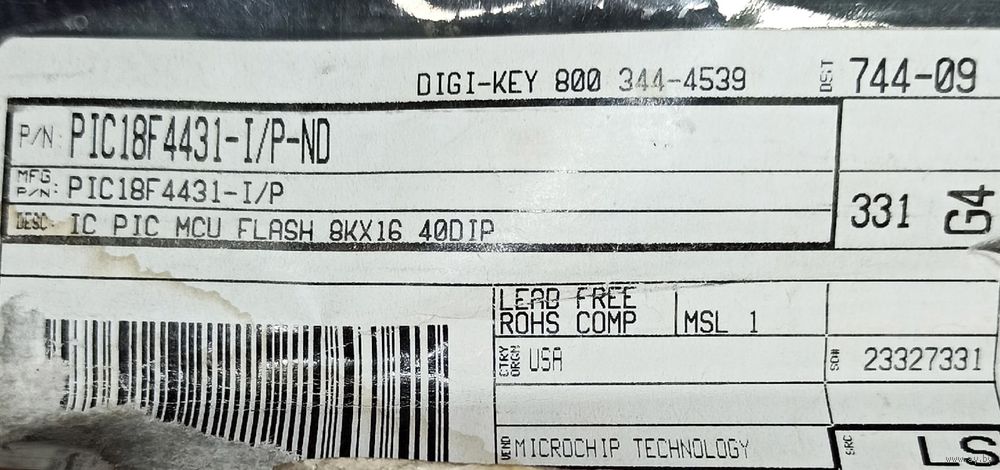 DIGI-KEY 800 344-4539
DST 744-09
P/N: PIC18F4431-I/P-ND
MFG P/N: PIC18F4431-I/P
331 G4
DESC: IC PIC MCU FLASH 8KX16 40DIP
LEAD FREE
ROHS COMP
MSL 1
CTRY ORGN USA
SO# 23327331
VEND MICROCHIP TECHNOLOGY
SRC